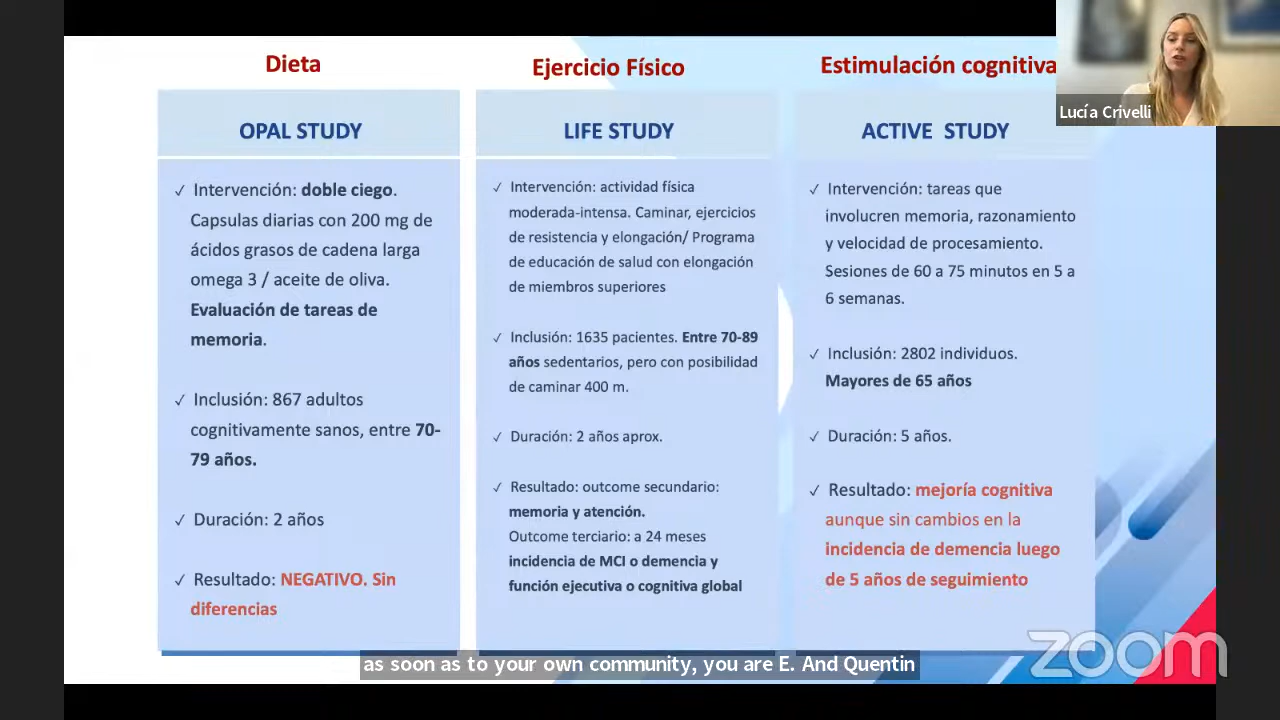 Dieta
OPAL STUDY
✓ Intervención: doble ciego.
Capsulas diarias con 200 mg de
ácidos grasos de cadena larga
omega 3 / aceite de oliva.
Evaluación de tareas de
memoria.
✓ Inclusión: 867 adultos
cognitivamente sanos, entre 70-
79 años.
✓ Duración: 2 años
✓ Resultado: NEGATIVO. Sin
diferencias
Ejercicio Físico
LIFE STUDY
✓ Intervención: actividad física
moderada-intensa. Caminar, ejercicios
de resistencia y elongación/ Programa
de educación de salud con elongación
de miembros superiores
✓ Inclusión: 1635 pacientes. Entre 70-89
años sedentarios, pero con posibilidad
de caminar 400 m.
✓ Duración: 2 años aprox.
✓ Resultado: outcome secundario:
memoria y atención.
Outcome terciario: a 24 meses
incidencia de MCI o demencia y
función ejecutiva o cognitiva global
Estimulación cognitiva
ACTIVE STUDY
✓ Intervención: tareas que
involucren memoria, razonamiento
y velocidad de procesamiento.
Sesiones de 60 a 75 minutos en 5 a
6 semanas.
✓ Inclusión: 2802 individuos.
Mayores de 65 años
✓ Duración: 5 años.
✓ Resultado: mejoría cognitiva
aunque sin cambios en la
incidencia de demencia luego
de 5 años de seguimiento
Lucía Crivelli
zoom
as soon as to your own community, you are E. And Quentin